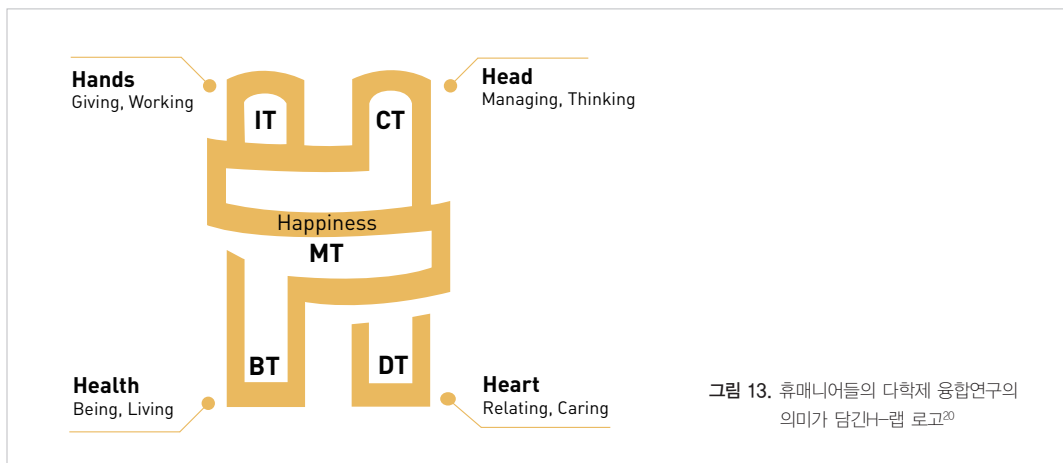 Hands
Giving, Working
Head
Managing, Thinking
IT
CT
Happiness
MT
BT
DT
Health
Being, Living
Heart
Relating, Caring
그림 13. 휴매니어들의 다학제 융합연구의
의미가 담긴H-랩 로고20